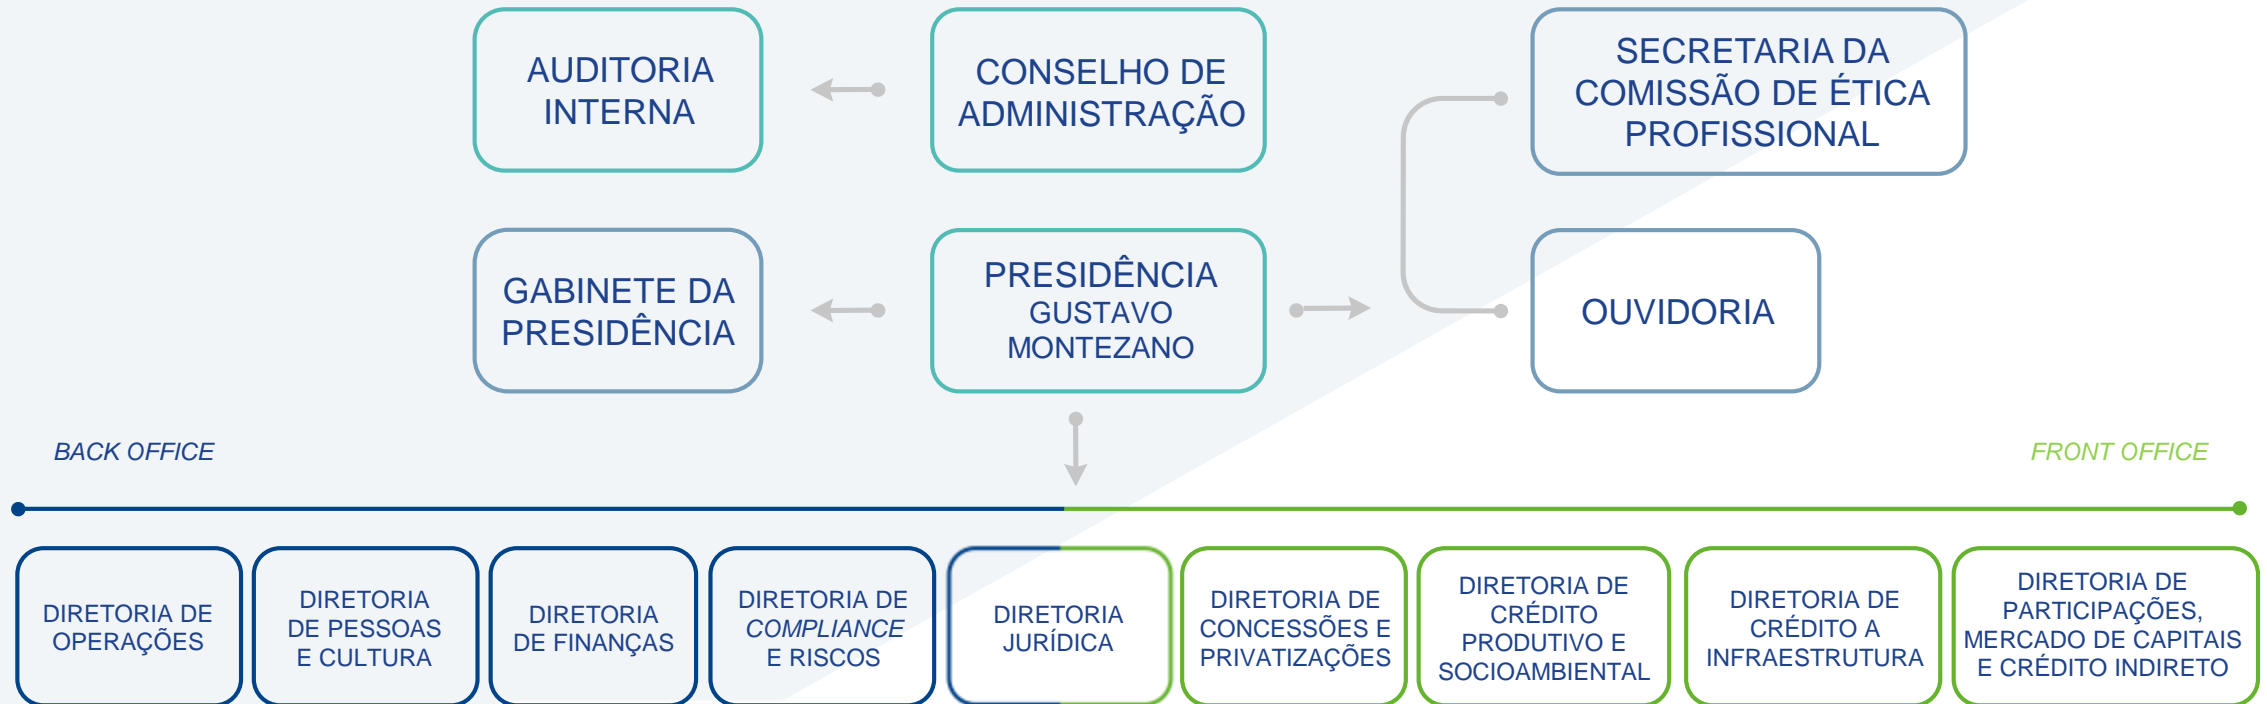 AUDITORIA
INTERNA
CONSELHO DE
ADMINISTRAÇÃO
SECRETARIA DA
COMISSÃO DE ÉTICA
PROFISSIONAL
GABINETE DA
PRESIDÊNCIA
PRESIDÊNCIA
GUSTAVO
MONTEZANO
OUVIDORIA
BACK OFFICE
FRONT OFFICE
DIRETORIA DE
OPERAÇÕES
DIRETORIA
DE PESSOAS
E CULTURA
DIRETORIA
DE FINANÇAS
DIRETORIA DE
COMPLIANCE
E RISCOS
DIRETORIA
JURÍDICA
DIRETORIA DE
CONCESSÕES E
PRIVATIZAÇÕES
DIRETORIA DE
CRÉDITO
PRODUTIVO E
SOCIOAMBIENTAL
DIRETORIA DE
CRÉDITO A
INFRAESTRUTURA
DIRETORIA DE
PARTICIPAÇÕES,
MERCADO DE CAPITAIS
E CRÉDITO INDIRETO